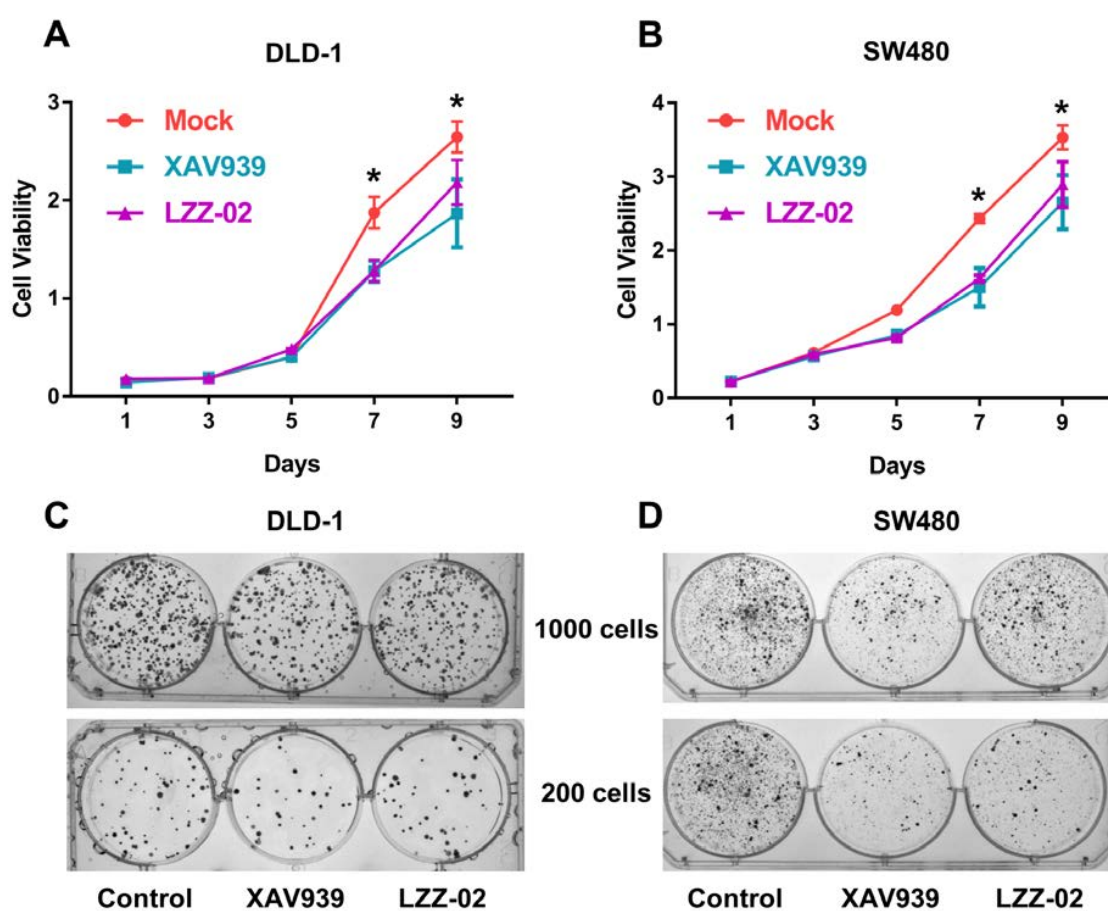 A
DLD-1
3
2
1
0
Cell Viability
Mock
XAV939
LZZ-02
*
*
1 3 5 7 9
Days
B
SW480
4
3
2
1
0
Cell Viability
Mock
XAV939
LZZ-02
*
*
1 3 5 7 9
Days
C
DLD-1
D
SW480
1000 cells
200 cells
Control XAV939 LZZ-02
Control XAV939 LZZ-02